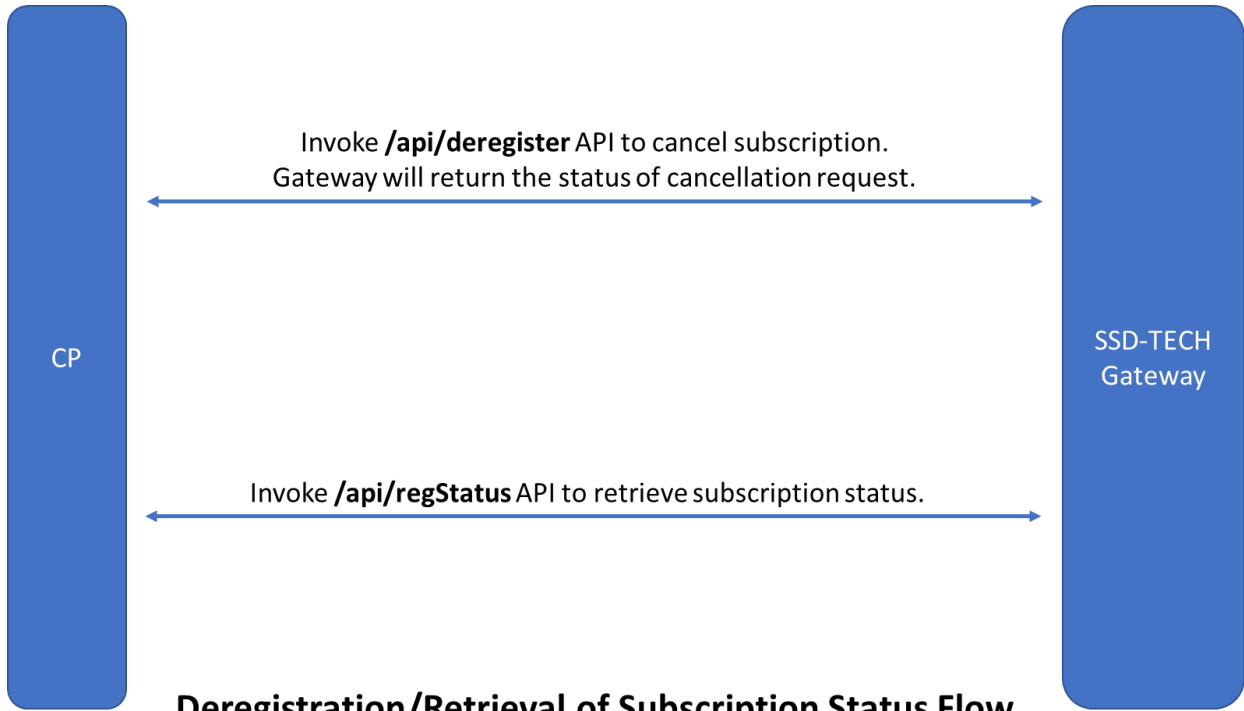 Invoke /api/deregister API to cancel subscription.
Gateway will return the status of cancellation request.
CP
SSD-TECH
Gateway
Invoke /api/regStatus API to retrieve subscription status.
Deregistration/Retrieval of Subscription Status Flow